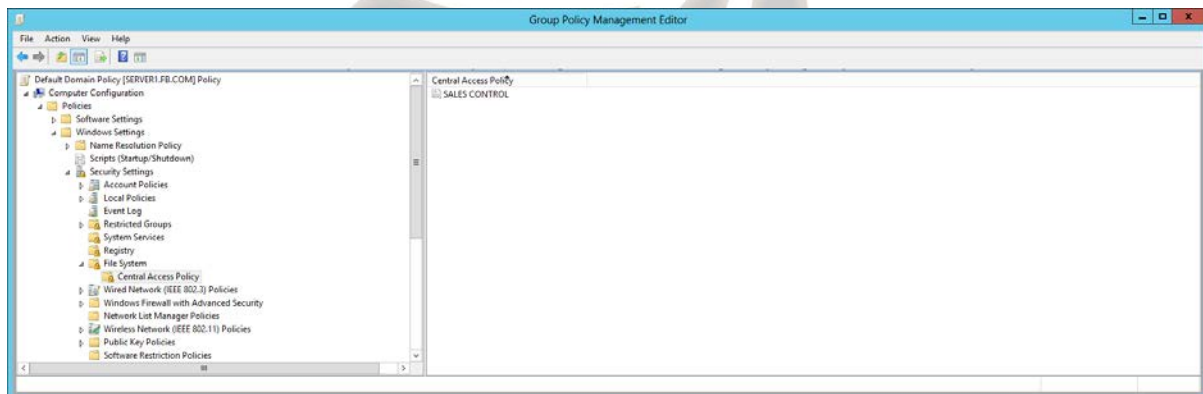 Group Policy Management Editor
File Action View Help
Default Domain Policy [SERVER1.FB.COM] Policy
Computer Configuration
Policies
Software Settings
Windows Settings
Name Resolution Policy
Scripts (Startup/Shutdown)
Security Settings
Account Policies
Local Policies
Event Log
Restricted Groups
System Services
Registry
File System
Central Access Policy
Wired Network (IEEE 802.3) Policies
Windows Firewall with Advanced Security
Network List Manager Policies
Wireless Network (IEEE 802.11) Policies
Public Key Policies
Software Restriction Policies
Central Access Policy
SALES CONTROL